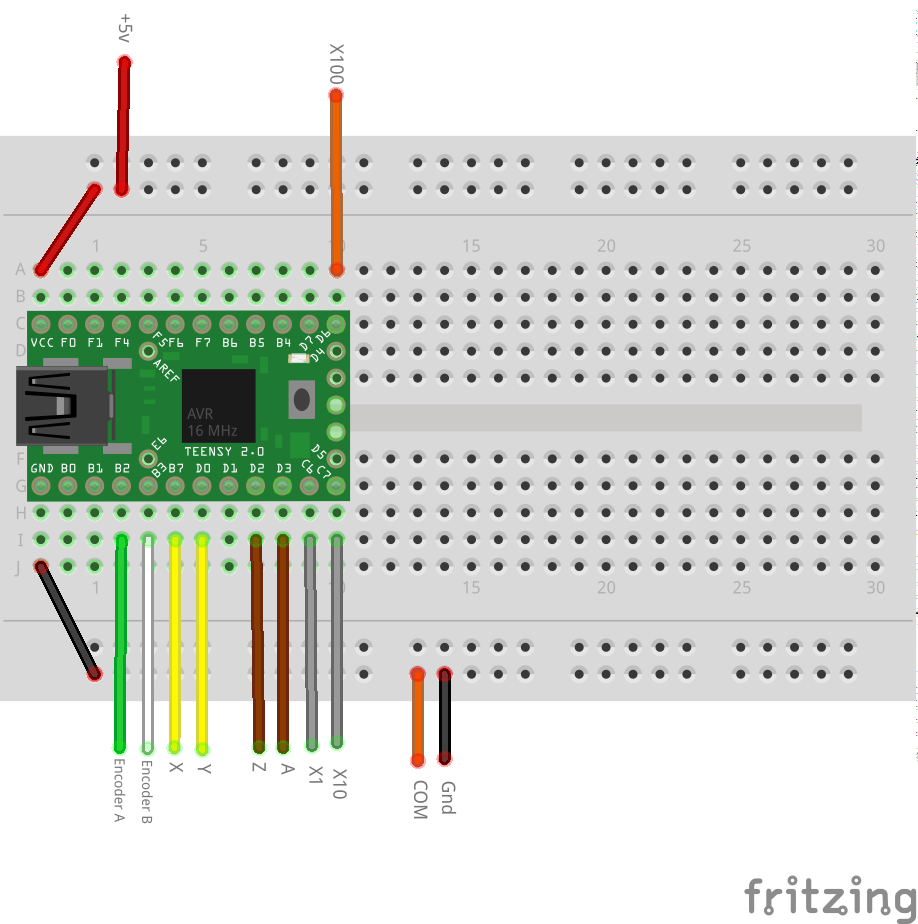 +5v
X100
1 5 10 15 20 25 30
A
B
C
VCC F0 F1 F4 F5 F6 F7 B6 B5 B4 D7 D6
D
D4
AREF
AVR
16 MHz
TEENSY 2.0
E6
D5
F
GND B0 B1 B2 B3 B7 D0 D1 D2 D3 C6 C7
G
H
I
J
1 10 15 20 25 30
Encoder A
Encoder B
X
Y
Z
A
X1
X10
COM
Gnd
fritzing